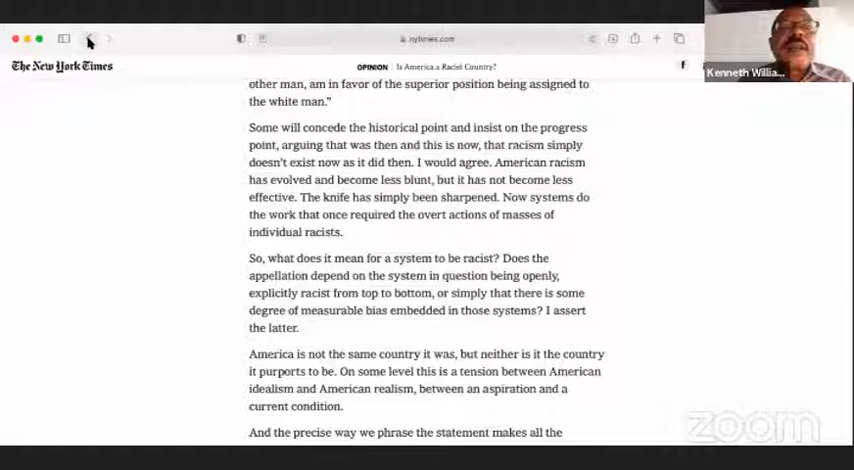 nytimes.com
The New York Times
OPINION | Is America a Racist Country?
f
Kenneth Willia...
other man, am in favor of the superior position being assigned to
the white man.”
Some will concede the historical point and insist on the progress
point, arguing that was then and this is now, that racism simply
doesn’t exist now as it did then. I would agree. American racism
has evolved and become less blunt, but it has not become less
effective. The knife has simply been sharpened. Now systems do
the work that once required the overt actions of masses of
individual racists.
So, what does it mean for a system to be racist? Does the
appellation depend on the system in question being openly,
explicitly racist from top to bottom, or simply that there is some
degree of measurable bias embedded in those systems? I assert
the latter.
America is not the same country it was, but neither is it the country
it purports to be. On some level this is a tension between American
idealism and American realism, between an aspiration and a
current condition.
And the precise way we phrase the statement makes all the
zoom